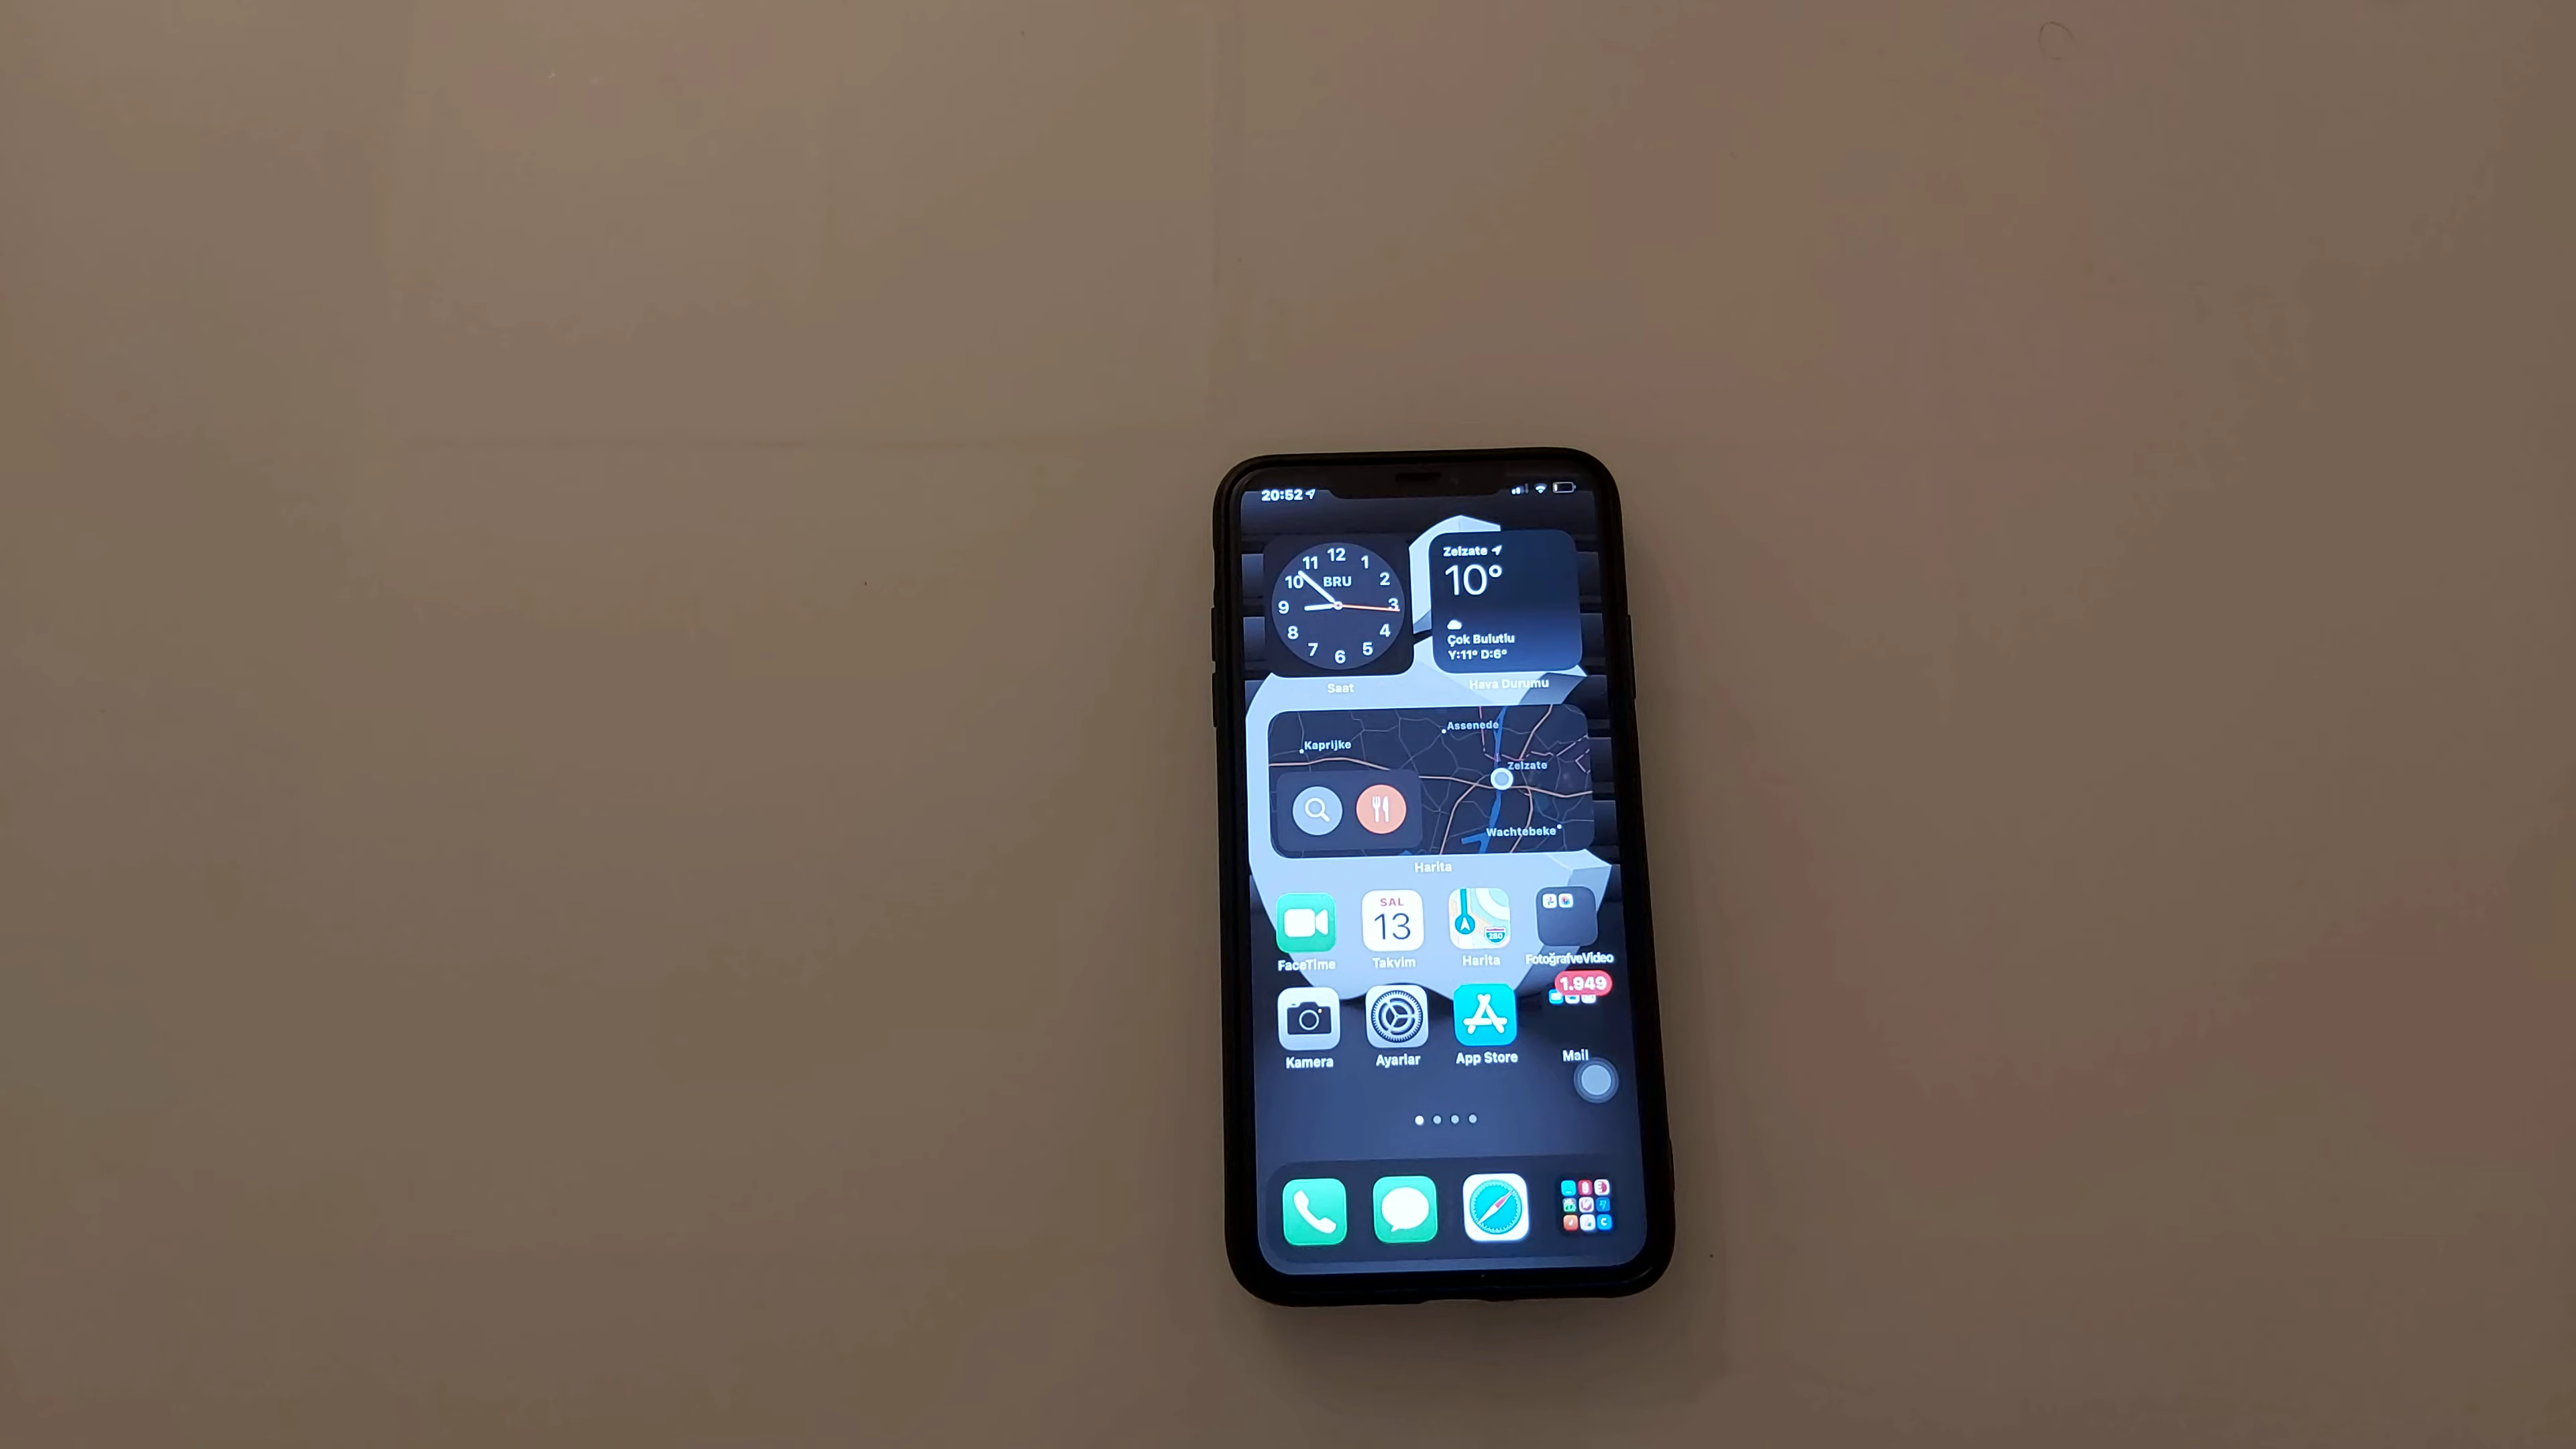 20:52
12
11
1
10
BRU
2
9
3
8
4
7
5
6
Saat
Zelzate
10°
Çok Bulutlu
Y:11° D:6°
Hava Durumu
Assenede
Kaprijke
Zelzate
Wachtebeke
Harita
SAL
13
280
FaceTime
Takvim
Harita
FotoğrafveVideo
1.949
Kamera
Ayarlar
App Store
Mail